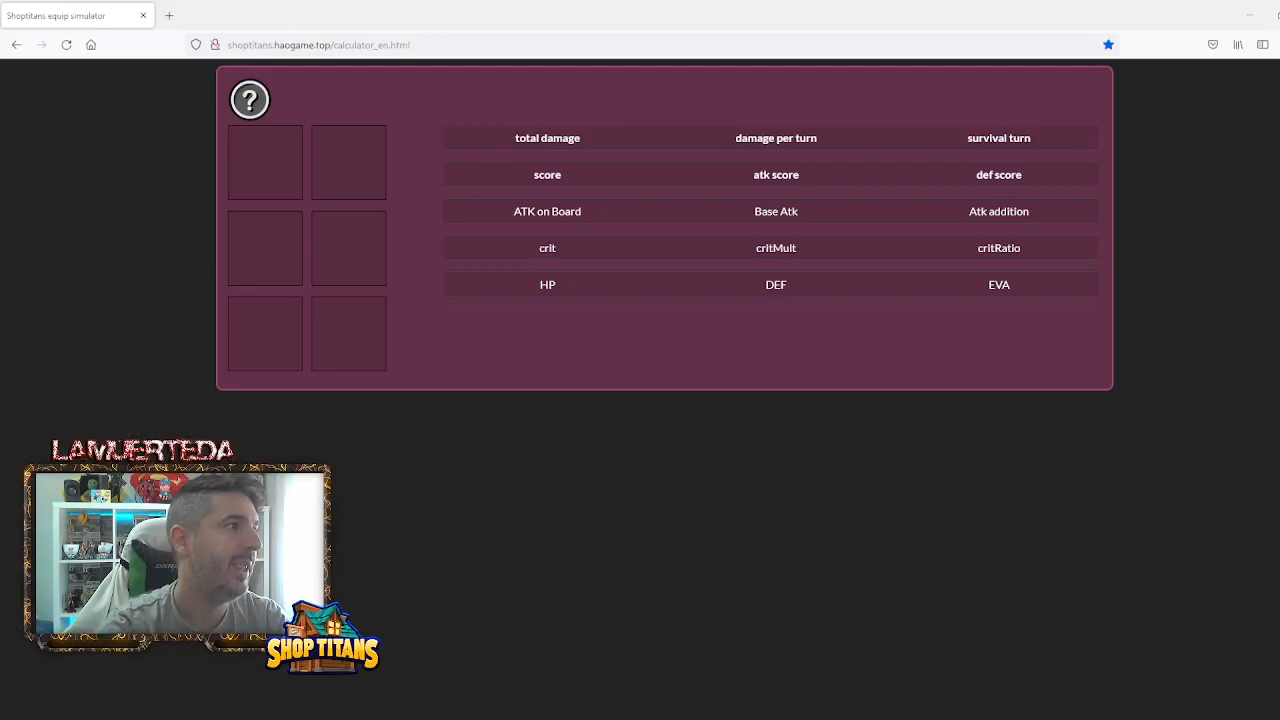 Shoptitans equip simulator
shoptitans.haogame.top/calculator_en.html
?
total damage damage per turn survival turn
score atk score def score
ATK on Board Base Atk Atk addition
crit critMult critRatio
HP DEF EVA
LAMUERTEDA
SHOP TITANS